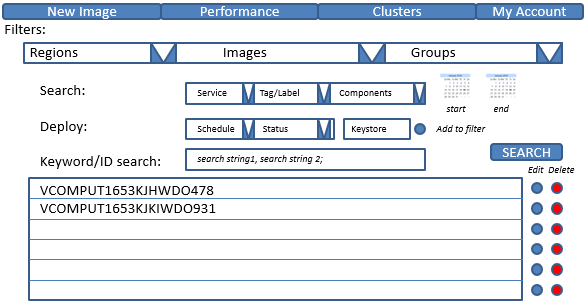 New Image Performance Clusters My Account
Filters:
Regions Images Groups
Search: Service Tag/Label Components
start end
Deploy: Schedule Status Keystore Add to filter
Keyword/ID search: search string1, search string 2; SEARCH
Edit Delete
VCOMPUT1653KJHWDO478
VCOMPUT1653KJKIWDO931